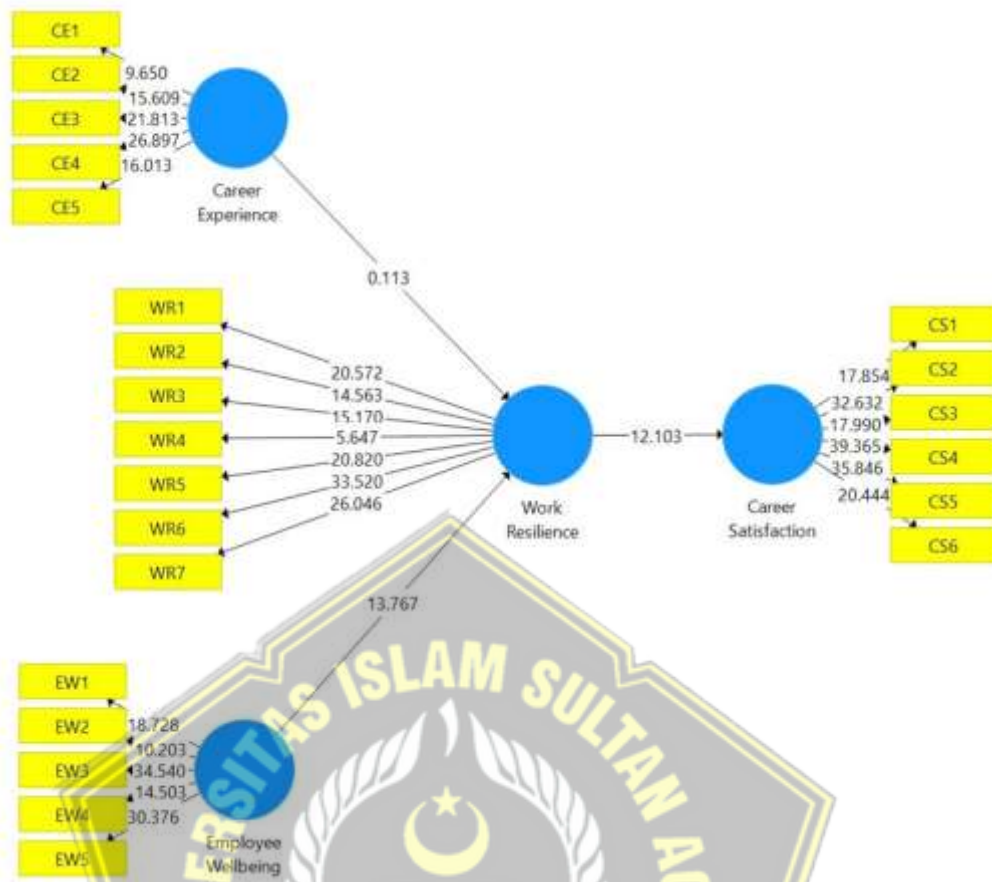 CE1
9.650
CE2
15.609
CE3
21.813
CE4
26.897
CE5
16.013
Career
Experience
0.113
WR1
20.572
WR2
14.563
WR3
15.170
WR4
5.647
WR5
20.820
WR6
33.520
WR7
26.046
Work
Resilience
12.103
Career
Satisfaction
CS1
17.854
CS2
32.632
CS3
17.990
CS4
39.365
CS5
35.846
CS6
20.444
13.767
EW1
18.728
EW2
10.203
EW3
34.540
EW4
14.503
EW5
30.376
Employee
Wellbeing
ISLAM SULTAN